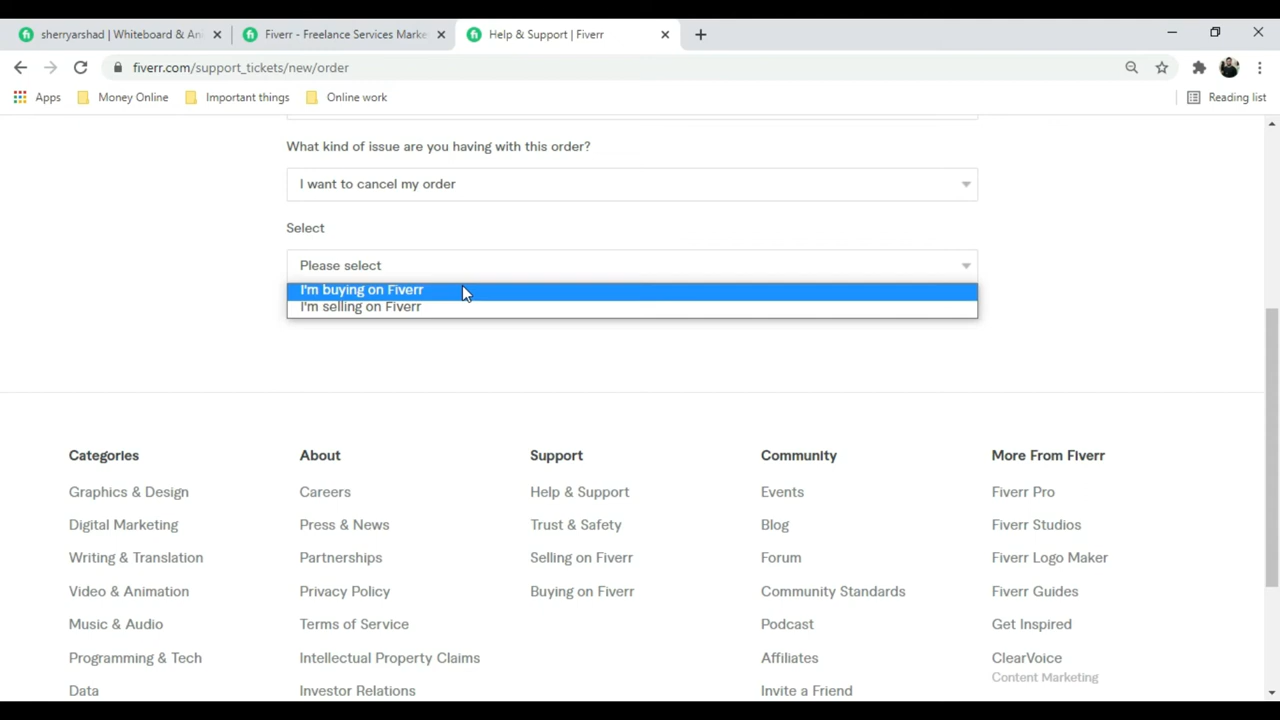 sherryarshad | Whiteboard & An
Fiverr - Freelance Services Marke
Help & Support | Fiverr
fiverr.com/support_tickets/new/order
Apps
Money Online
Important things
Online work
Reading list
What kind of issue are you having with this order?
I want to cancel my order
Select
Please select
I'm buying on Fiverr
I'm selling on Fiverr
Categories
About
Support
Community
More From Fiverr
Graphics & Design
Careers
Help & Support
Events
Fiverr Pro
Digital Marketing
Press & News
Trust & Safety
Blog
Fiverr Studios
Writing & Translation
Partnerships
Selling on Fiverr
Forum
Fiverr Logo Maker
Video & Animation
Privacy Policy
Buying on Fiverr
Community Standards
Fiverr Guides
Music & Audio
Terms of Service
Podcast
Get Inspired
Programming & Tech
Intellectual Property Claims
Affiliates
ClearVoice
Content Marketing
Data
Investor Relations
Invite a Friend